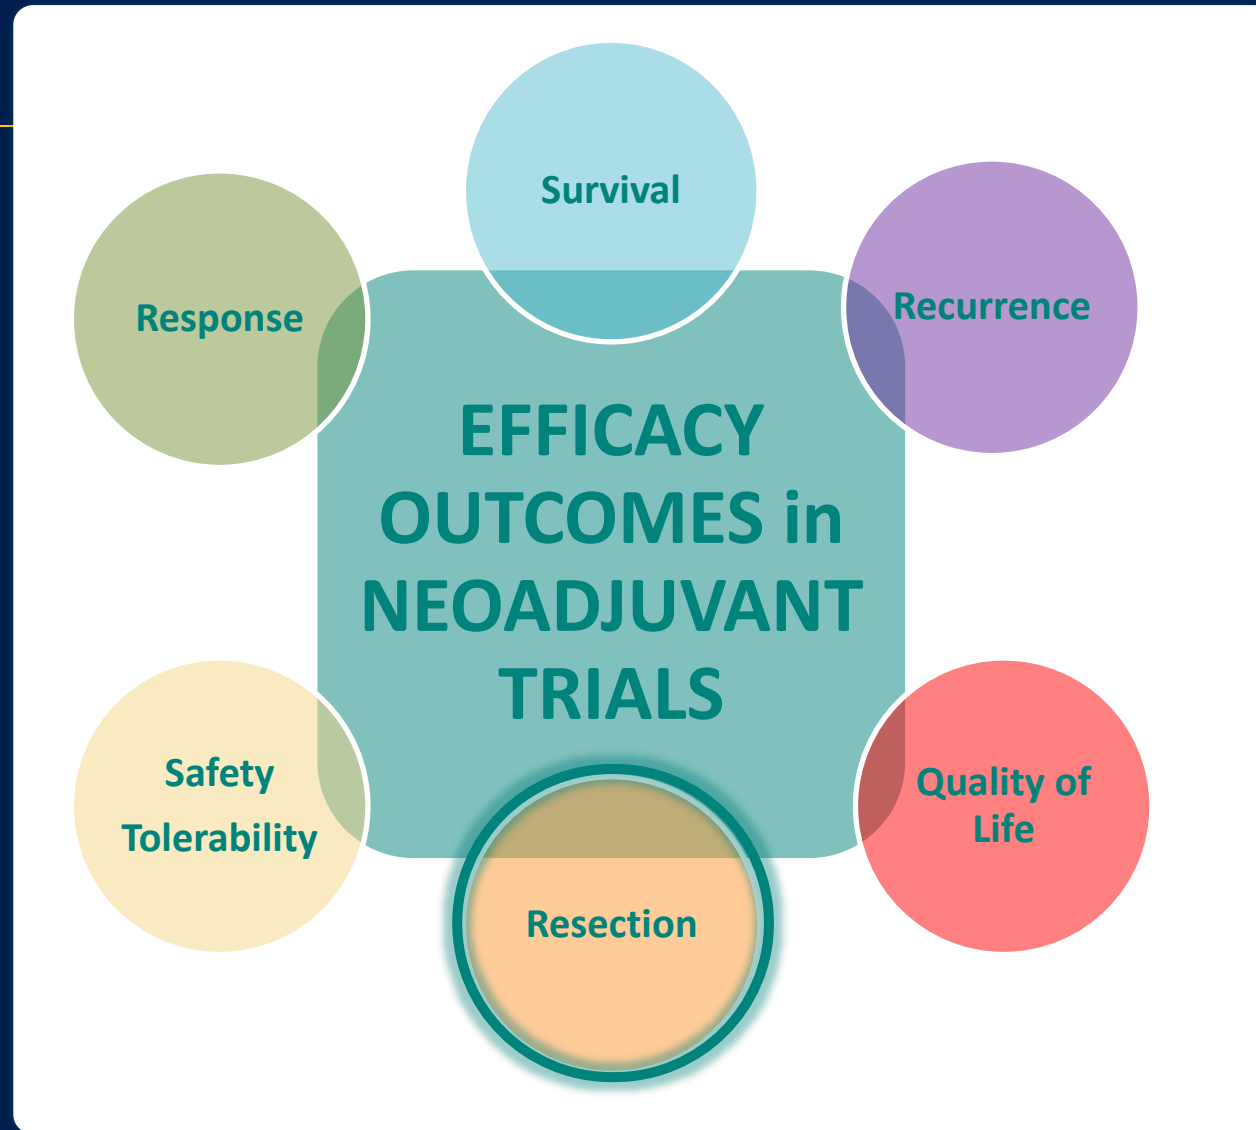 Survival
Response
Recurrence
EFFICACY
OUTCOMES in
NEOADJUVANT
TRIALS
Safety
Tolerability
Quality of
Life
Resection